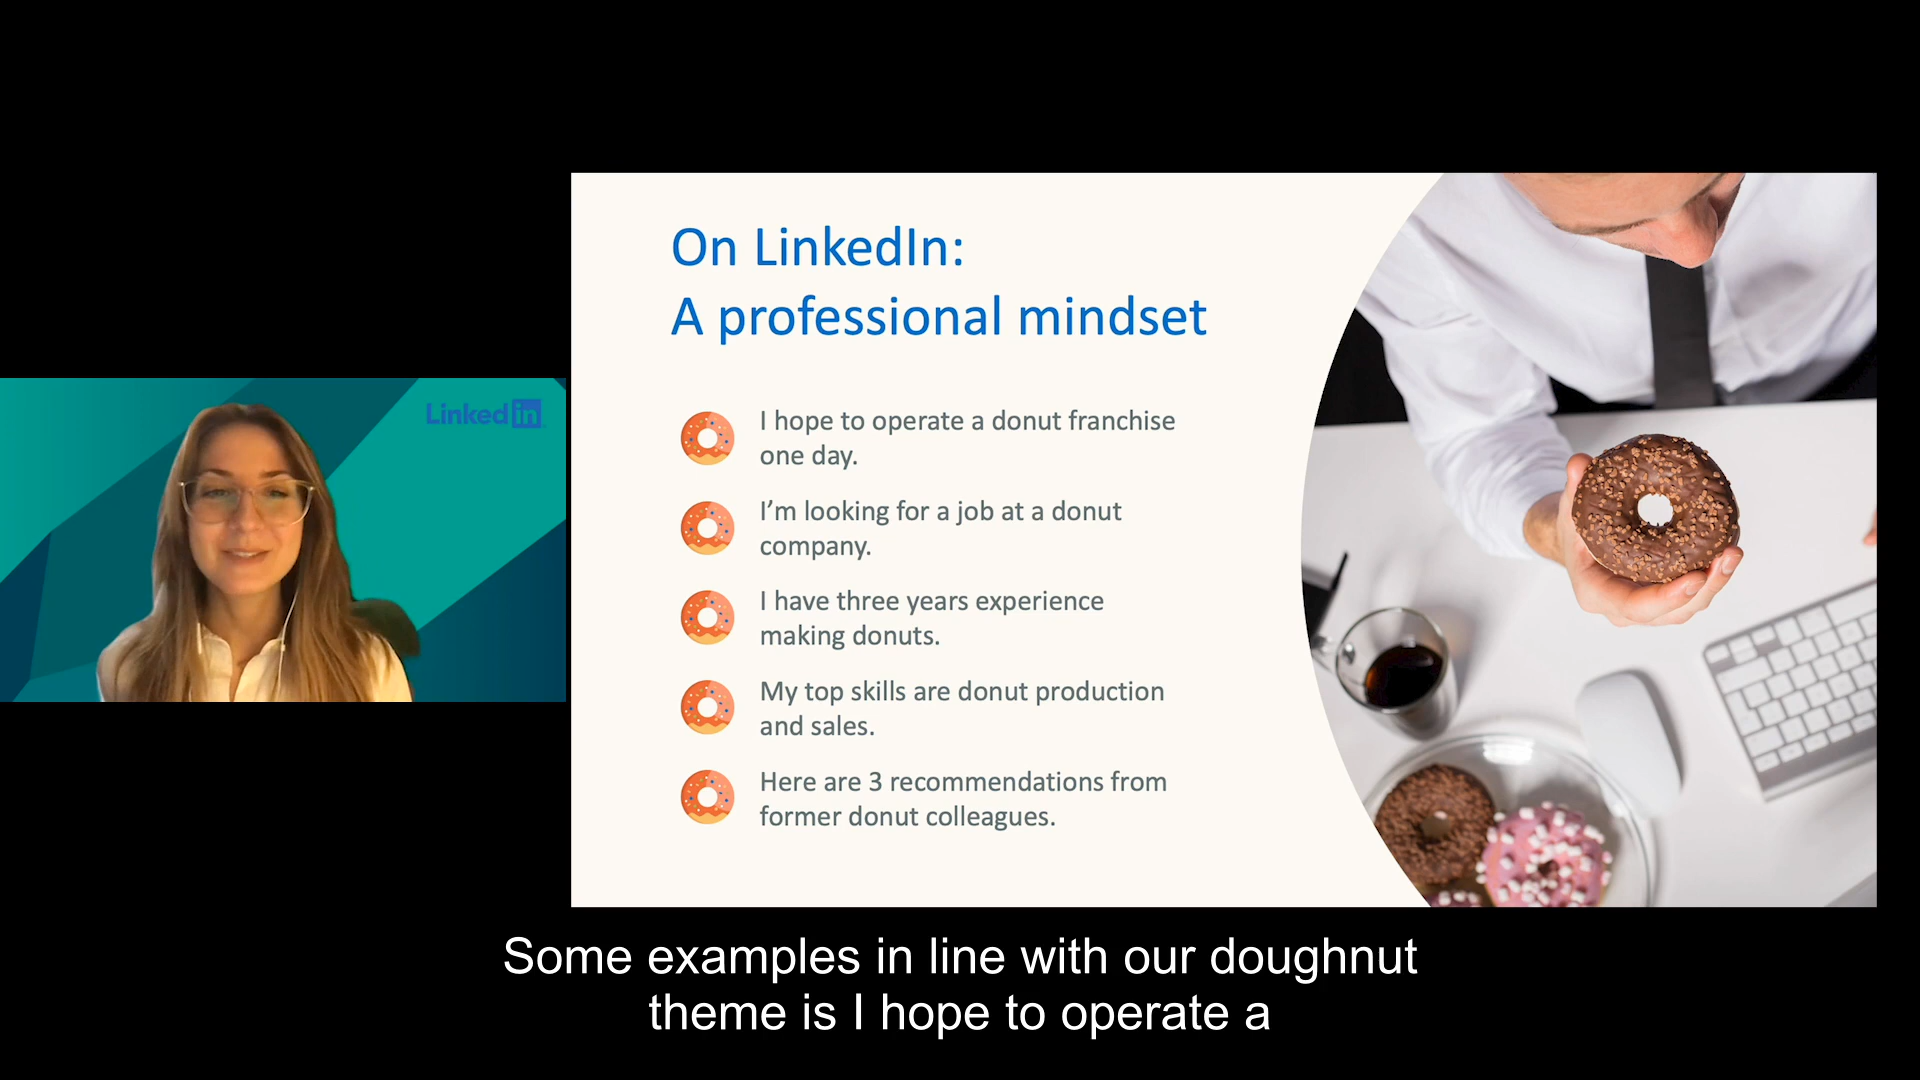 Linked in
On LinkedIn:
A professional mindset
I hope to operate a donut franchise
one day.
I’m looking for a job at a donut
company.
I have three years experience
making donuts.
My top skills are donut production
and sales.
Here are 3 recommendations from
former donut colleagues.
Some examples in line with our doughnut
theme is I hope to operate a